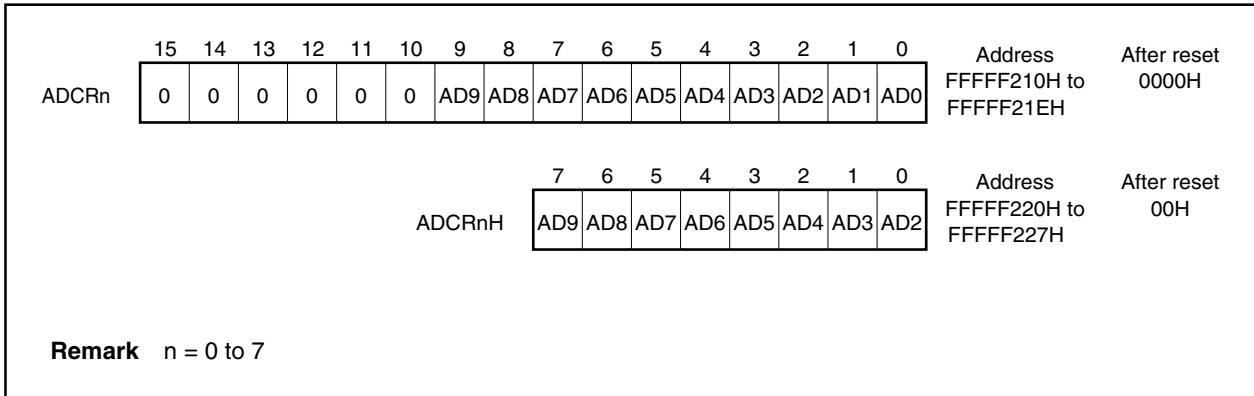 15 14 13 12 11 10 9 8 7 6 5 4 3 2 1 0 Address After reset
ADCRn 0 0 0 0 0 0 AD9 AD8 AD7 AD6 AD5 AD4 AD3 AD2 AD1 AD0 FFFFF210H to 0000H
FFFFF21EH
7 6 5 4 3 2 1 0 Address After reset
ADCRnH AD9 AD8 AD7 AD6 AD5 AD4 AD3 AD2 FFFFF220H to 00H
FFFFF227H
Remark n = 0 to 7